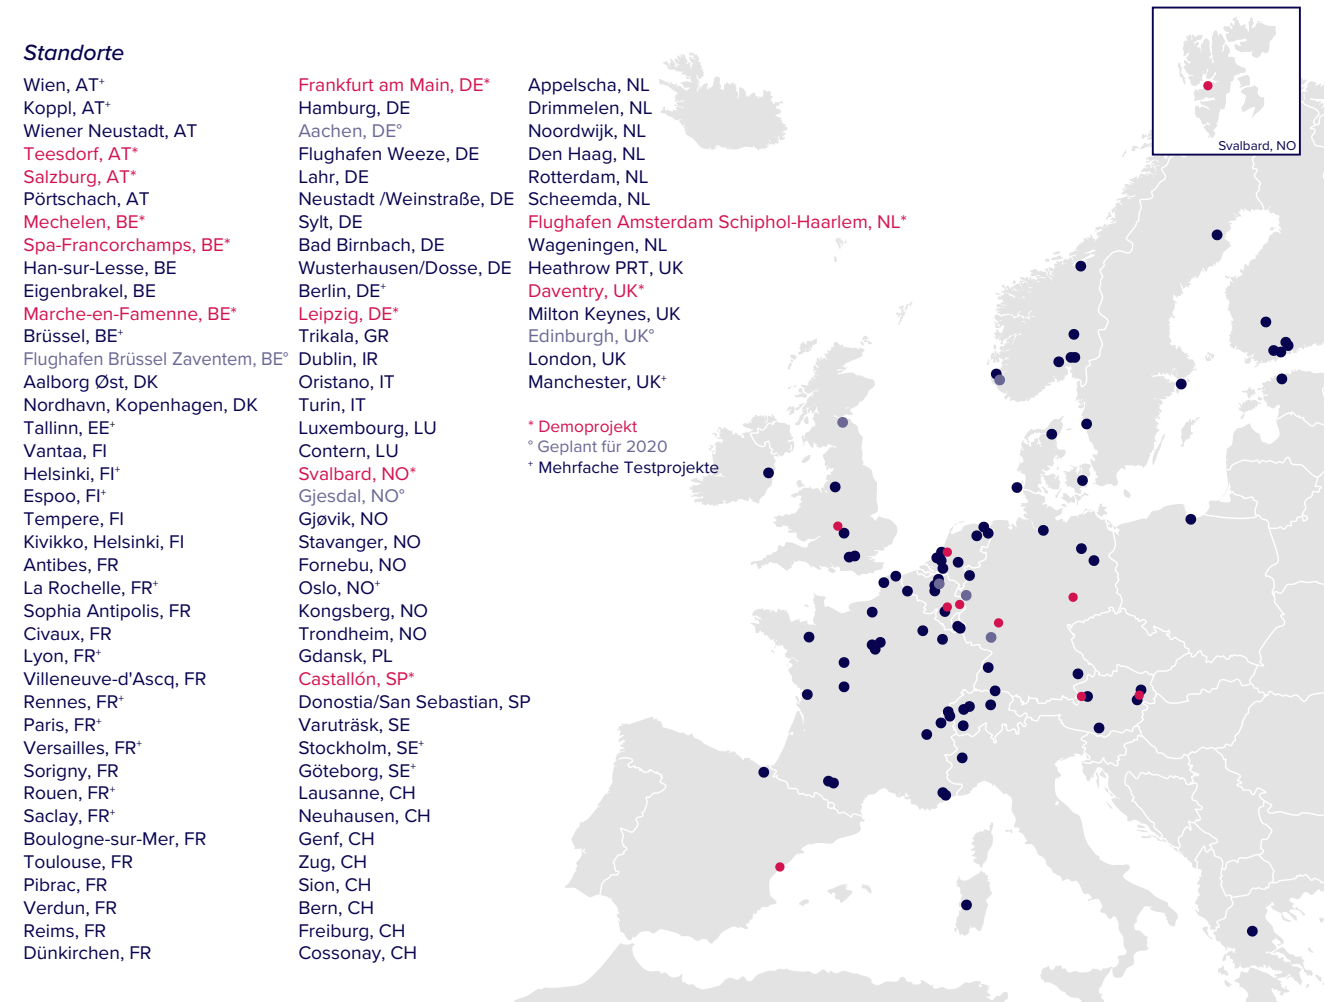 Standorte
Wien, AT⁺
Koppl, AT⁺
Wiener Neustadt, AT
Teesdorf, AT*
Salzburg, AT*
Pörtschach, AT
Mechelen, BE*
Spa-Francorchamps, BE*
Han-sur-Lesse, BE
Eigenbrakel, BE
Marche-en-Famenne, BE*
Brüssel, BE⁺
Flughafen Brüssel Zaventem, BE°
Aalborg Øst, DK
Nordhavn, Kopenhagen, DK
Tallinn, EE⁺
Vantaa, FI
Helsinki, FI⁺
Espoo, FI⁺
Tempere, FI
Kivikko, Helsinki, FI
Antibes, FR
La Rochelle, FR⁺
Sophia Antipolis, FR
Civaux, FR
Lyon, FR⁺
Villeneuve-d'Ascq, FR
Rennes, FR⁺
Paris, FR⁺
Versailles, FR⁺
Sorigny, FR
Rouen, FR⁺
Saclay, FR⁺
Boulogne-sur-Mer, FR
Toulouse, FR
Pibrac, FR
Verdun, FR
Reims, FR
Dünkirchen, FR
Frankfurt am Main, DE*
Hamburg, DE
Aachen, DE°
Flughafen Weeze, DE
Lahr, DE
Neustadt /Weinstraße, DE
Sylt, DE
Bad Birnbach, DE
Wusterhausen/Dosse, DE
Berlin, DE⁺
Leipzig, DE*
Trikala, GR
Dublin, IR
Oristano, IT
Turin, IT
Luxembourg, LU
Contern, LU
Svalbard, NO*
Gjesdal, NO°
Gjøvik, NO
Stavanger, NO
Fornebu, NO
Oslo, NO⁺
Kongsberg, NO
Trondheim, NO
Gdansk, PL
Castallón, SP*
Donostia/San Sebastian, SP
Varuträsk, SE
Stockholm, SE⁺
Göteborg, SE⁺
Lausanne, CH
Neuhausen, CH
Genf, CH
Zug, CH
Sion, CH
Bern, CH
Freiburg, CH
Cossonay, CH
Appelscha, NL
Drimmelen, NL
Noordwijk, NL
Den Haag, NL
Rotterdam, NL
Scheemda, NL
Flughafen Amsterdam Schiphol-Haarlem, NL*
Wageningen, NL
Heathrow PRT, UK
Daventry, UK*
Milton Keynes, UK
Edinburgh, UK°
London, UK
Manchester, UK⁺
* Demoprojekt
° Geplant für 2020
⁺ Mehrfache Testprojekte
Svalbard, NO